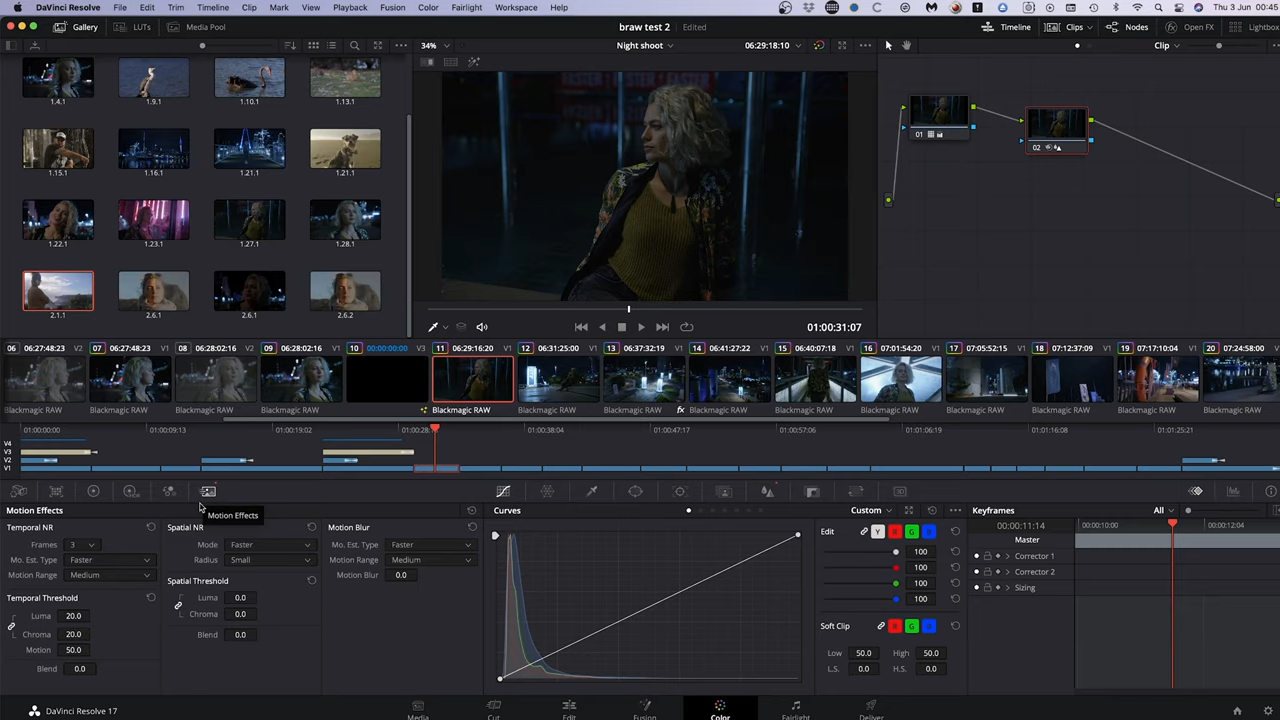 DaVinci Resolve File Edit Trim Timeline Clip Mark View Playback Fusion Color Fairlight Workspace Help Thu 3 Jun 00:45
Gallery LUTs Media Pool braw test 2 Edited Timeline Clips Nodes Open FX Lightbox
34% Night shoot 06:29:18:10 Clip
1.4.1 1.9.1 1.10.1 1.13.1
1.15.1 1.16.1 1.21.1 1.21.1
1.22.1 1.23.1 1.27.1 1.28.1
2.1.1 2.6.1 2.6.1 2.6.2
01 02
01:00:31:07
06 06:27:48:23 V2 07 06:27:48:23 V1 08 06:28:02:16 V2 09 06:28:02:16 V1 10 00:00:00:00 V3 11 06:29:16:20 V1 12 06:31:25:00 V1 13 06:37:32:19 V1 14 06:41:27:22 V1 15 06:40:07:18 V1 16 07:01:54:20 V1 17 07:05:52:15 V1 18 07:12:37:09 V1 19 07:17:10:04 V1 20 07:24:58:00
Blackmagic RAW Blackmagic RAW Blackmagic RAW Blackmagic RAW Blackmagic RAW Blackmagic RAW Blackmagic RAW fx Blackmagic RAW Blackmagic RAW Blackmagic RAW Blackmagic RAW Blackmagic RAW Blackmagic RAW Blackmagic RAW
01:00:00:00 01:00:09:13 01:00:19:02 01:00:28: 01:00:38:04 01:00:47:17 01:00:57:06 01:01:06:19 01:01:16:08 01:01:25:21
V4
V3
V2
V1
Motion Effects Motion Effects Curves Custom Keyframes All
Temporal NR Spatial NR Motion Blur Edit Y R G B 00:00:11:14 00:00:10:00 00:00:12:04
Frames 3 Mode Faster Mo. Est. Type Faster 100 Master
Mo. Est. Type Faster Radius Small Motion Range Medium 100 Corrector 1
Motion Range Medium Spatial Threshold Motion Blur 0.0 100 Corrector 2
Temporal Threshold Luma 0.0 100 Sizing
Luma 20.0 Chroma 0.0 Soft Clip R G B
Chroma 20.0 Blend 0.0
Motion 50.0 Low 50.0 High 50.0
Blend 0.0 L.S. 0.0 H.S. 0.0
DaVinci Resolve 17 Media Cut Edit Fusion Color Fairlight Deliver